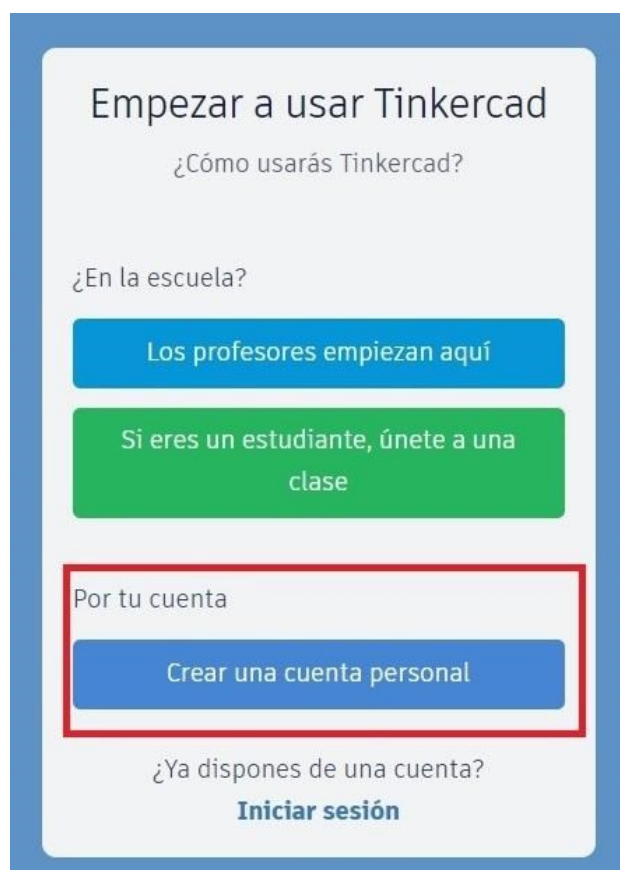 Empezar a usar Tinkercad
¿Cómo usarás Tinkercad?
¿En la escuela?
Los profesores empiezan aquí
Si eres un estudiante, únete a una
clase
Por tu cuenta
Crear una cuenta personal
¿Ya dispones de una cuenta?
Iniciar sesión